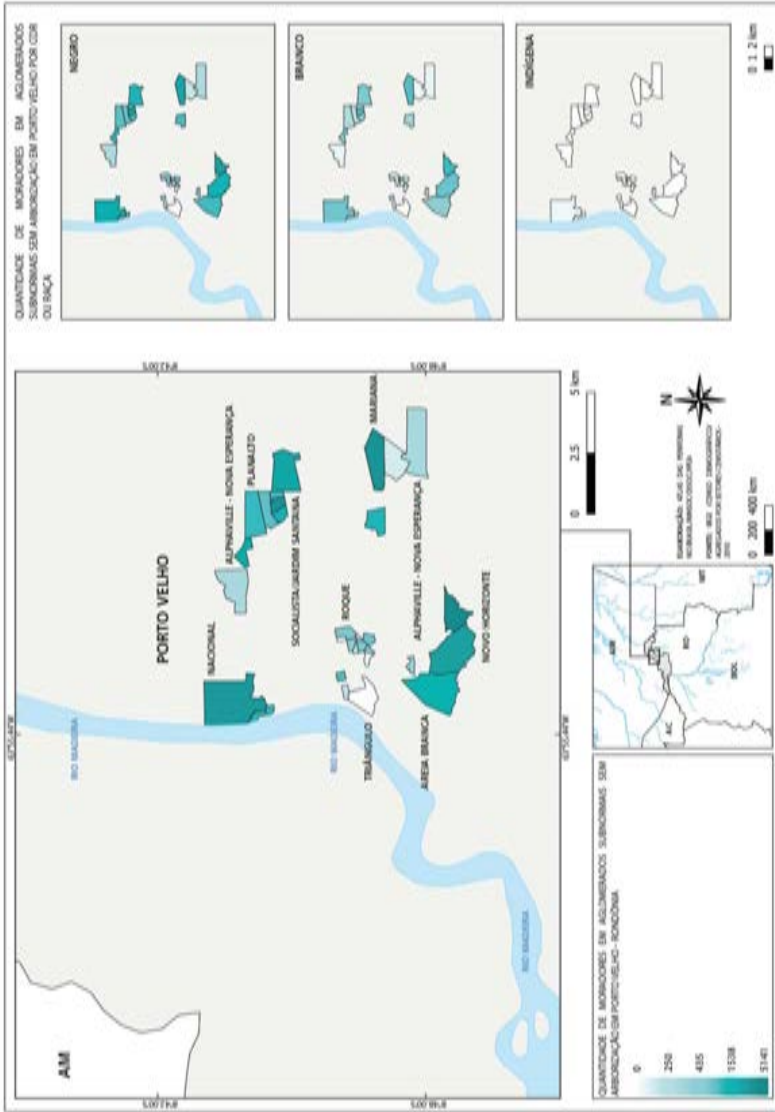 AM
PORTO VELHO
RIO MADEIRA
NACIONAL
ALPHAVILLE - NOVA ESPERANÇA
PLANALTO
SOCIALISTA/JARDIM SANTANA
RIO MADEIRA
ROQUE
TRIÂNGULO
MARIANA
ALPHAVILLE - NOVA ESPERANÇA
AREIA BRANCA
NOVO HORIZONTE
RIO MADEIRA
QUANTIDADE DE MORADORES EM AGLOMERADOS
SUBNORMAIS SEM ARBORIZAÇÃO EM PORTO VELHO POR COR
OU RAÇA
NEGRO
BRANCO
INDÍGENA
0 1 2 km
QUANTIDADE DE MORADORES EM AGLOMERADOS SUBNORMAIS SEM
ARBORIZAÇÃO EM PORTO VELHO - RONDÔNIA
0
250
435
1538
5141
AM
AC
RO
MT
BOL
0 2.5 5 km
N
0 200 400 km